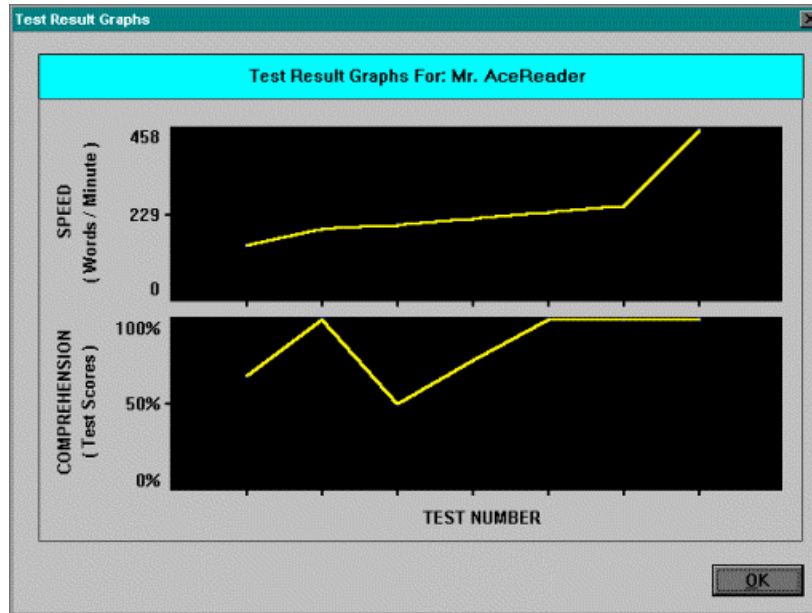 Test Result Graphs
Test Result Graphs For: Mr. AceReader
SPEED
( Words / Minute )
458
229
0
COMPREHENSION
( Test Scores )
100%
50%
0%
TEST NUMBER
OK